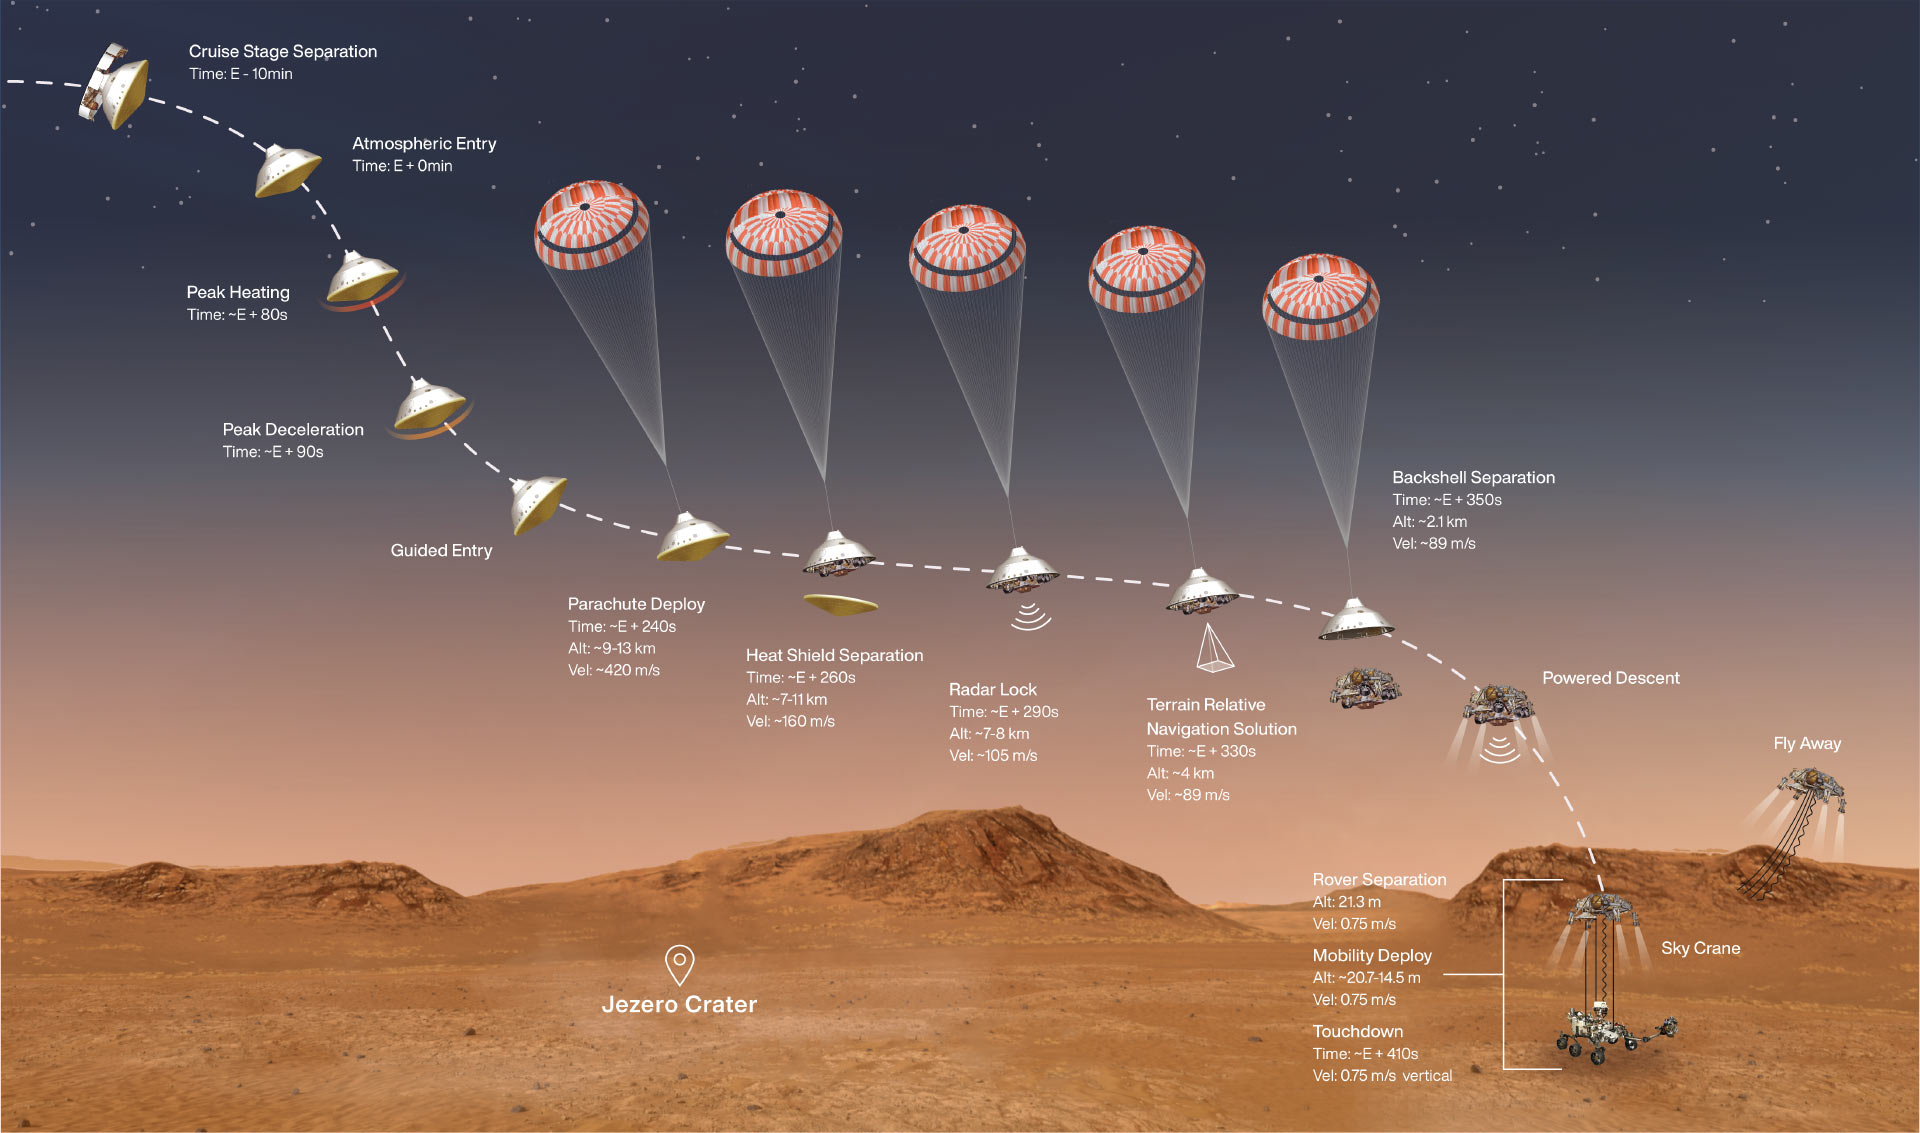 Cruise Stage Separation
Time: E - 10min
Atmospheric Entry
Time: E + 0min
Peak Heating
Time: ~E + 80s
Peak Deceleration
Time: ~E + 90s
Guided Entry
Parachute Deploy
Time: ~E + 240s
Alt: ~9-13 km
Vel: ~420 m/s
Heat Shield Separation
Time: ~E + 260s
Alt: ~7-11 km
Vel: ~160 m/s
Radar Lock
Time: ~E + 290s
Alt: ~7-8 km
Vel: ~105 m/s
Terrain Relative
Navigation Solution
Time: ~E + 330s
Alt: ~4 km
Vel: ~89 m/s
Backshell Separation
Time: ~E + 350s
Alt: ~2.1 km
Vel: ~89 m/s
Powered Descent
Fly Away
Rover Separation
Alt: 21.3 m
Vel: 0.75 m/s
Mobility Deploy
Alt: ~20.7-14.5 m
Vel: 0.75 m/s
Touchdown
Time: ~E + 410s
Vel: 0.75 m/s vertical
Sky Crane
Jezero Crater